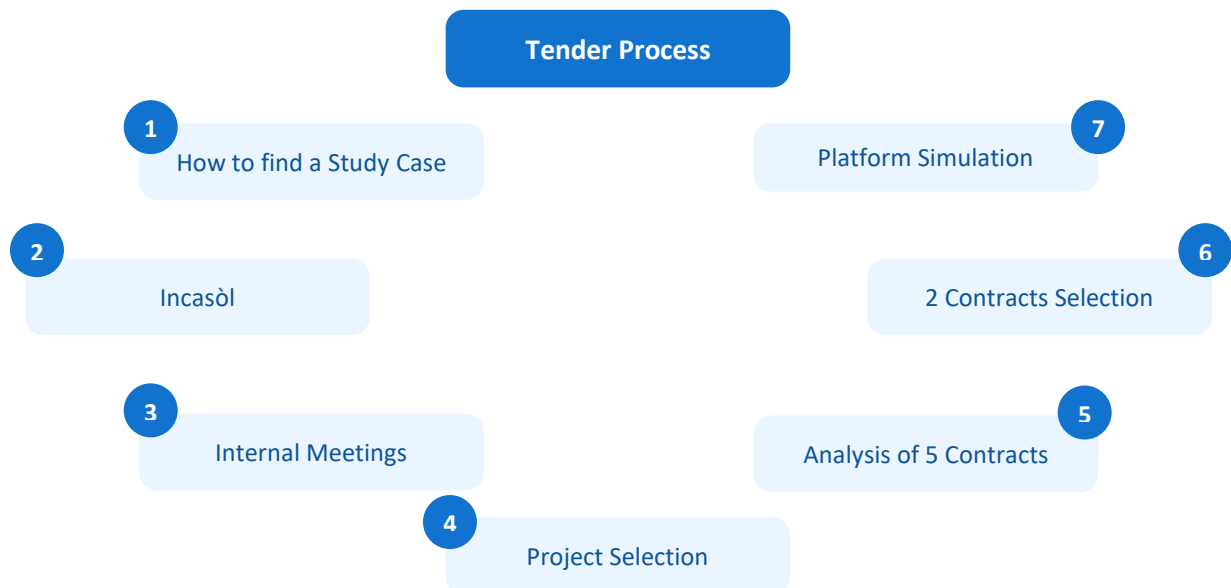 Tender Process
1
How to find a Study Case
2
Incasòl
3
Internal Meetings
4
Project Selection
5
Analysis of 5 Contracts
6
2 Contracts Selection
7
Platform Simulation